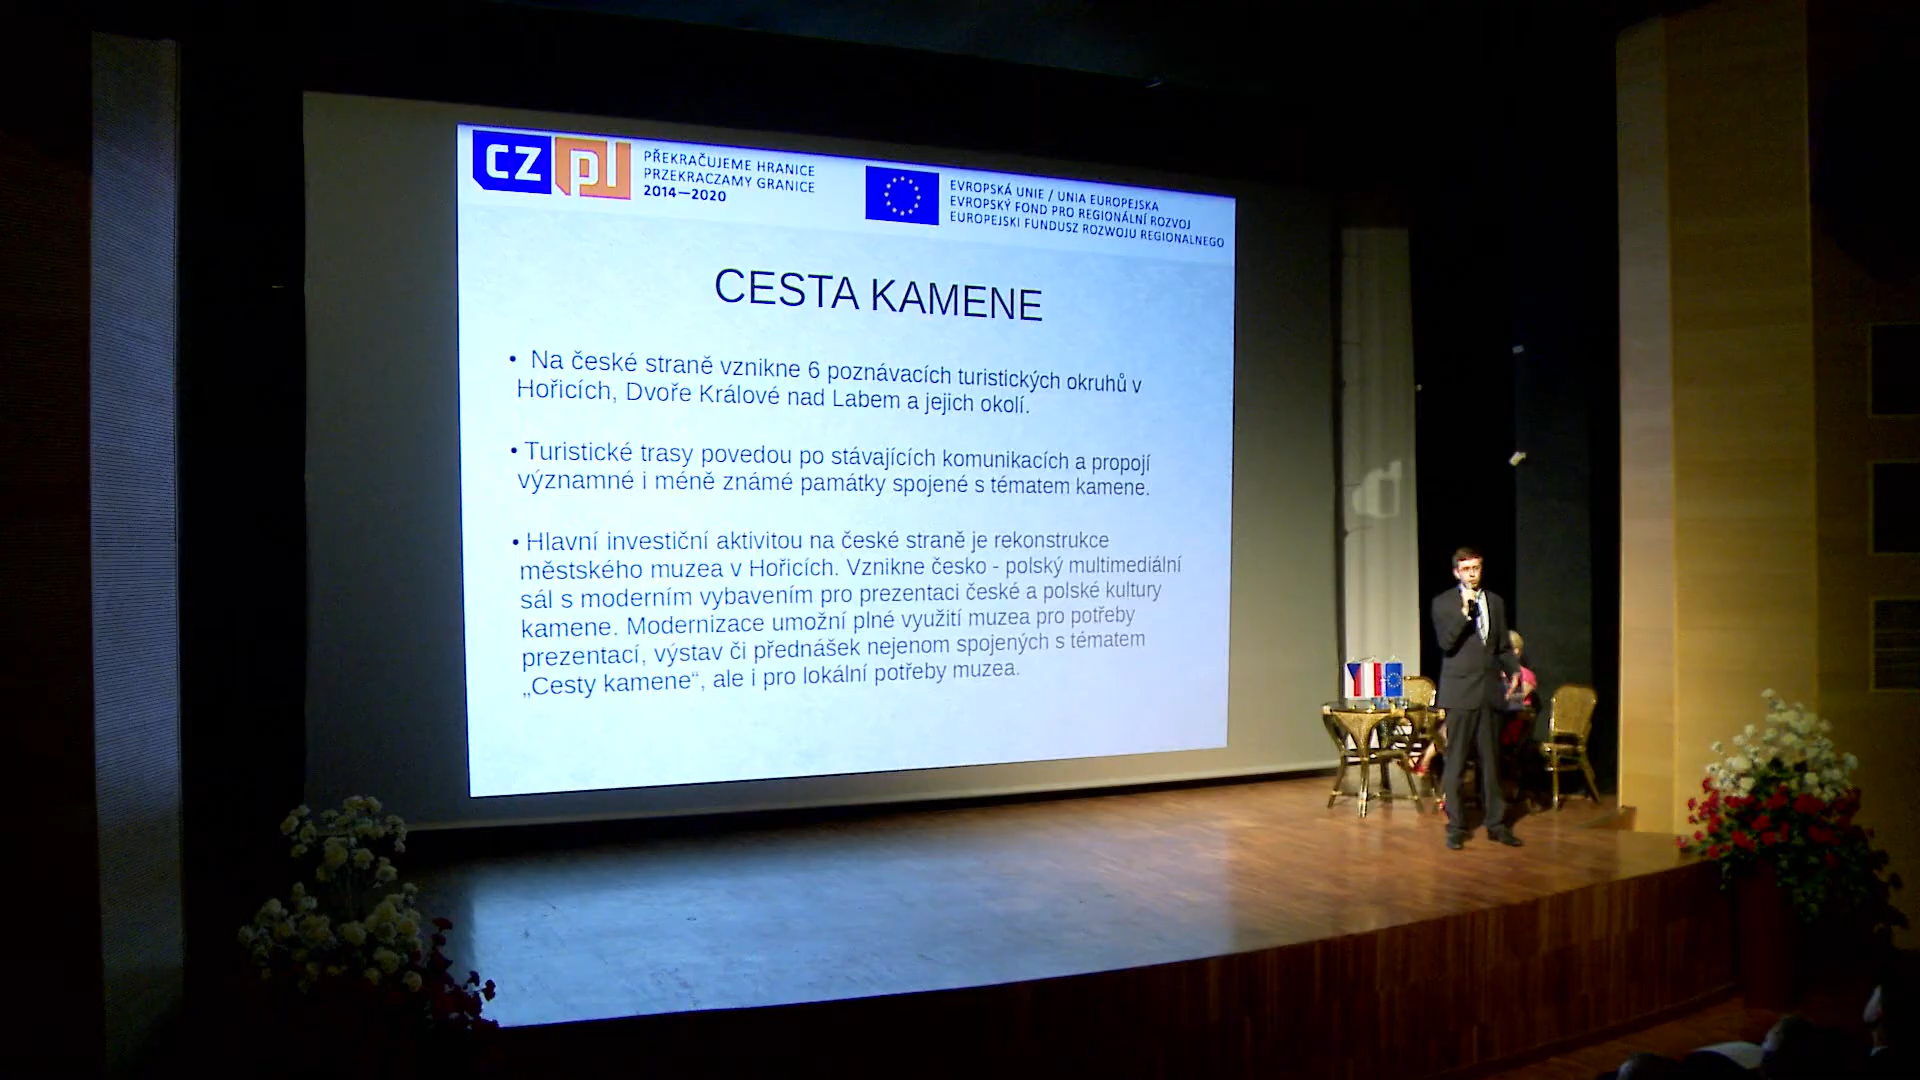 cz pl
PŘEKRAČUJEME HRANICE
PRZEKRACZAMY GRANICE
2014—2020
EVROPSKÁ UNIE / UNIA EUROPEJSKA
EVROPSKÝ FOND PRO REGIONÁLNÍ ROZVOJ
EUROPEJSKI FUNDUSZ ROZWOJU REGIONALNEGO
CESTA KAMENE
• Na české straně vznikne 6 poznávacích turistických okruhů v
Hořicích, Dvoře Králové nad Labem a jejich okolí.
• Turistické trasy povedou po stávajících komunikacích a propojí
významné i méně známé památky spojené s tématem kamene.
• Hlavní investiční aktivitou na české straně je rekonstrukce
městského muzea v Hořicích. Vznikne česko - polský multimediální
sál s moderním vybavením pro prezentaci české a polské kultury
kamene. Modernizace umožní plné využití muzea pro potřeby
prezentací, výstav či přednášek nejenom spojených s tématem
„Cesty kamene“, ale i pro lokální potřeby muzea.